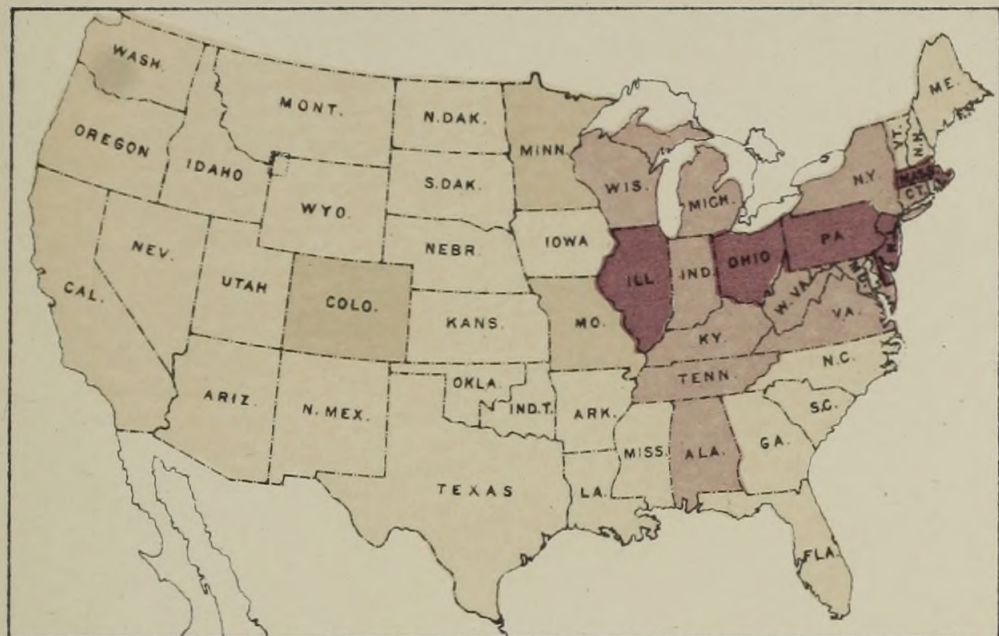 WASH.
MONT.
N.DAK.
MINN.
ME.
VT.
N.H.
OREGON
IDAHO
S.DAK.
WIS.
MICH.
N.Y.
MASS.
CT.
WYO.
NEBR.
IOWA
NEV.
UTAH
COLO.
ILL.
IND.
OHIO
PA.
N.J.
CAL.
KANS.
MO.
KY.
W.VA.
VA.
MD.
ARIZ.
N.MEX.
OKLA.
IND.T.
ARK.
TENN.
N.C.
S.C.
TEXAS
LA.
MISS.
ALA.
GA.
FLA.